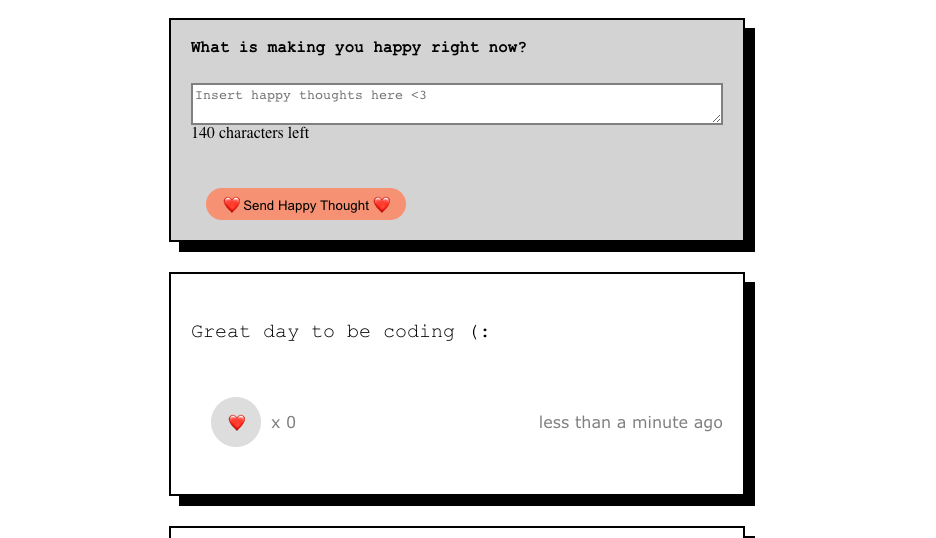 What is making you happy right now?
Insert happy thoughts here <3
140 characters left
❤️ Send Happy Thought ❤️
Great day to be coding (:
❤️ x 0
less than a minute ago